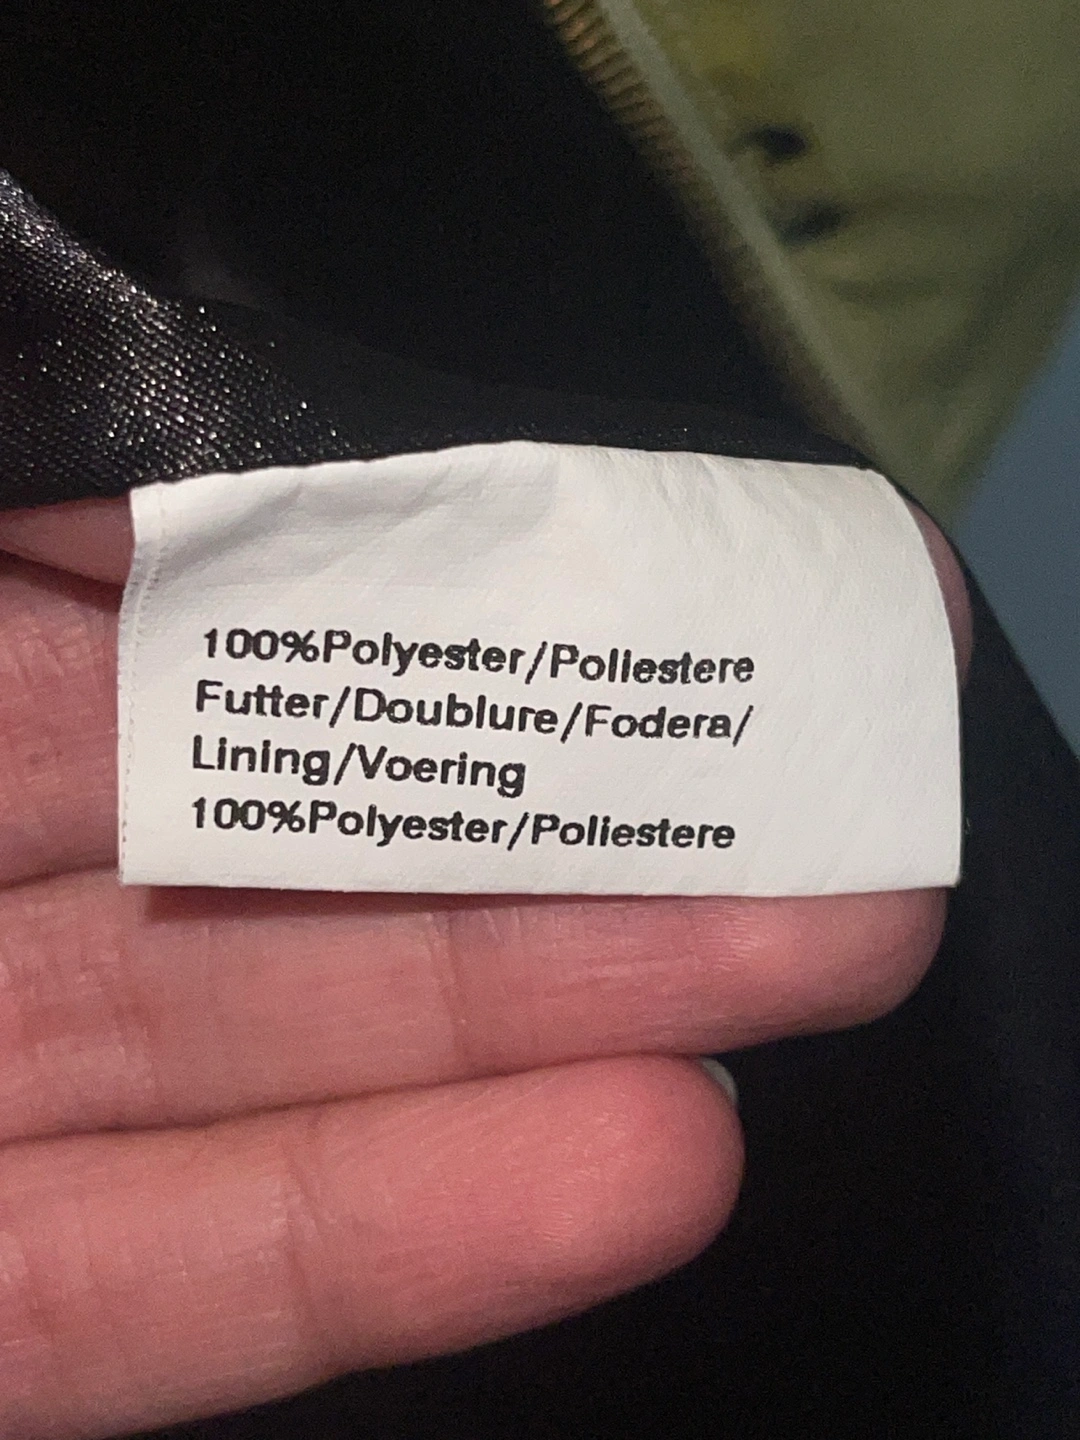 100%Polyester/Poliestere
Futter/Doublure/Fodera/
Lining/Voering
100%Polyester/Poliestere